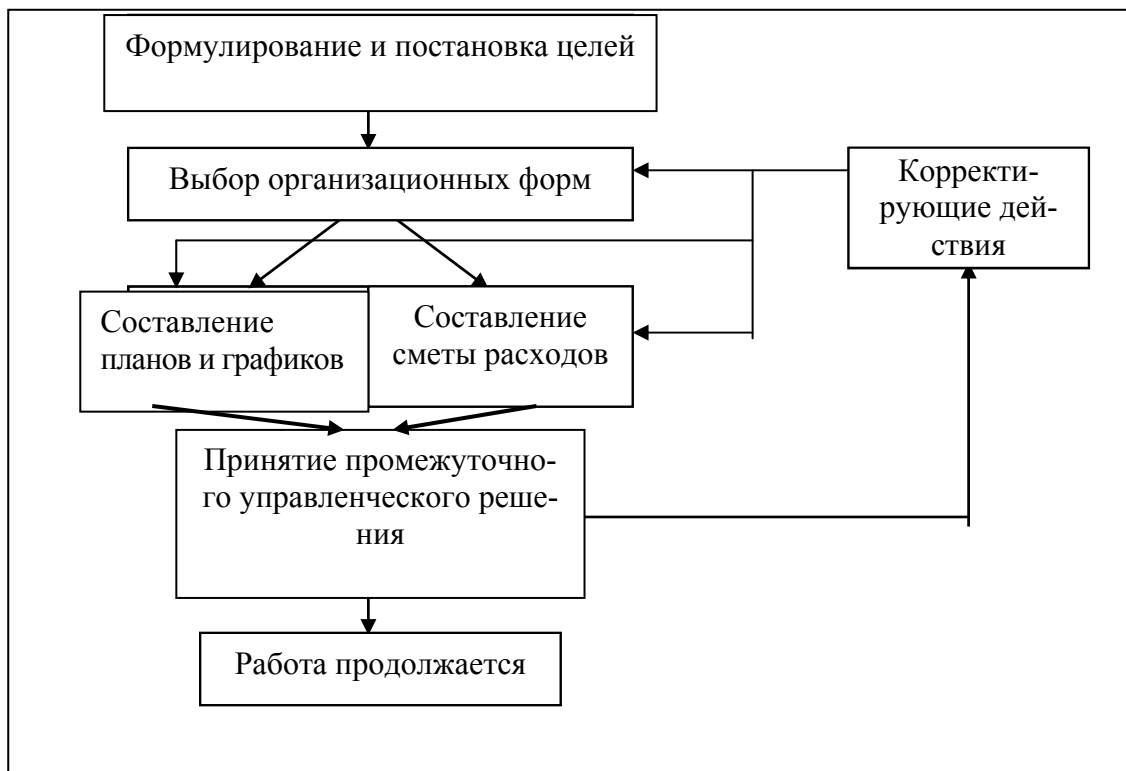 Формулирование и постановка целей
Выбор организационных форм
Корректи-
рующие дей-
ствия
Составление
планов и графиков
Составление
сметы расходов
Принятие промежуточно-
го управленческого реше-
ния
Работа продолжается